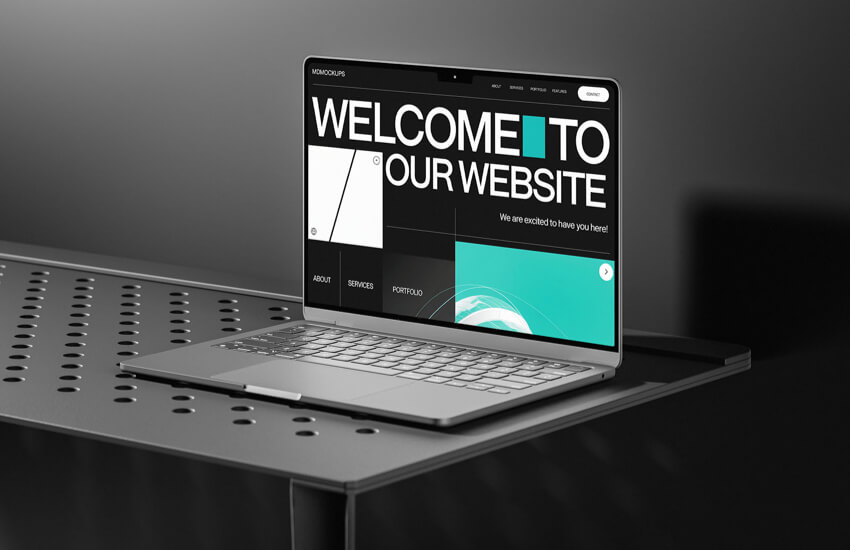 MDMOCKUPS
ABOUT SERVICES PORTFOLIO FEATURES CONTACT
WELCOME TO
OUR WEBSITE
We are excited to have you here!
ABOUT SERVICES PORTFOLIO